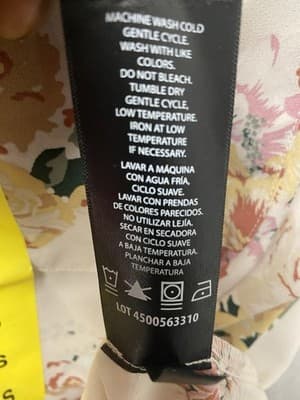 MACHINE WASH COLD
GENTLE CYCLE.
WASH WITH LIKE
COLORS.
DO NOT BLEACH.
TUMBLE DRY
GENTLE CYCLE,
LOW TEMPERATURE.
IRON AT LOW
TEMPERATURE
IF NECESSARY.
LAVAR A MÁQUINA
CON AGUA FRÍA,
CICLO SUAVE.
LAVAR CON PRENDAS
DE COLORES PARECIDOS.
NO UTILIZAR LEJÍA.
SECAR EN SECADORA
CON CICLO SUAVE
A BAJA TEMPERATURA.
PLANCHAR A BAJA
TEMPERATURA
LOT 4500563310
S
S